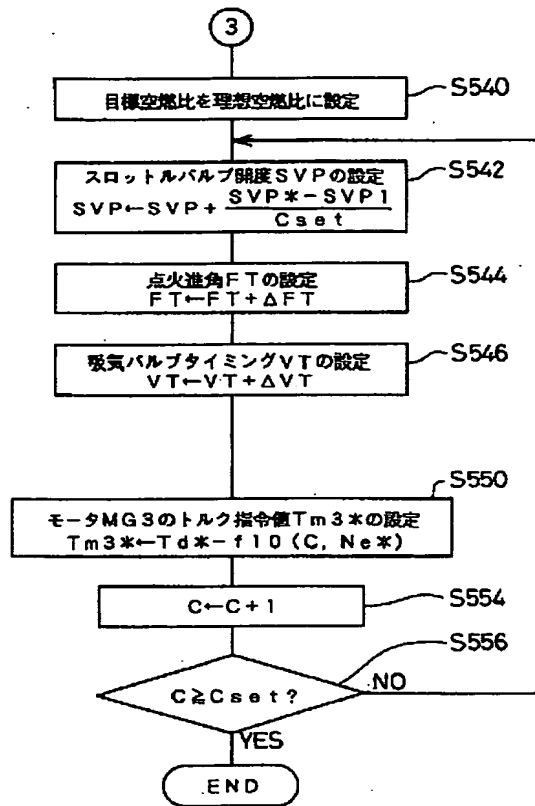 3
目標空燃比を理想空燃比に設定
S540
スロットルバルブ開度SVPの設定
SVP←SVP+ SVP*-SVP1
Cset
S542
点火進角FTの設定
FT←FT+ΔFT
S544
吸気バルブタイミングVTの設定
VT←VT+ΔVT
S546
S550
モータMG3のトルク指令値Tm3*の設定
Tm3*←Td*-f10(C,Ne*)
C←C+1
S554
S556
C≧Cset?
NO
YES
END